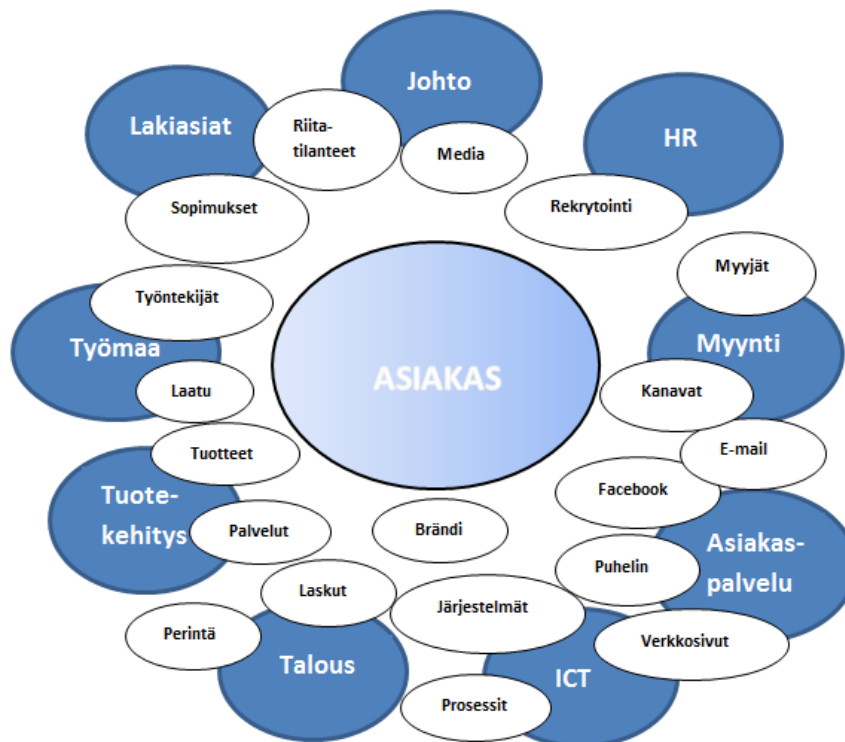 Johto
Lakiasiat
Riita-
tilanteet
Media
HR
Sopimukset
Rekrytointi
Myyjät
Työntekijät
Työmaa
Myynti
ASIAKAS
Laatu
Kanavat
Tuotteet
E-mail
Tuote-
kehitys
Facebook
Palvelut
Brändi
Asiakas-
palvelu
Puhelin
Laskut
Järjestelmät
Perintä
Verkkosivut
Talous
ICT
Prosessit